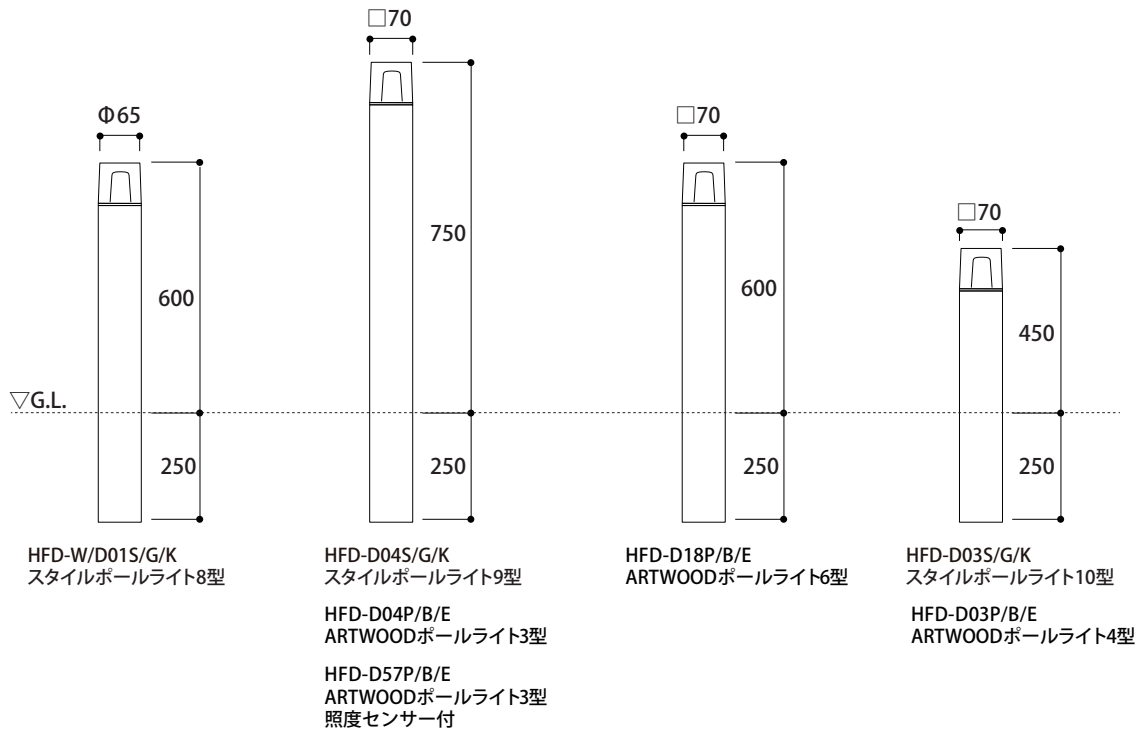 Φ65
600
250
HFD-W/D01S/G/K
スタイルポールライト8型
□70
750
250
HFD-D04S/G/K
スタイルポールライト9型
HFD-D04P/B/E
ARTWOODポールライト3型
HFD-D57P/B/E
ARTWOODポールライト3型
照度センサー付
□70
600
250
HFD-D18P/B/E
ARTWOODポールライト6型
□70
450
250
HFD-D03S/G/K
スタイルポールライト10型
HFD-D03P/B/E
ARTWOODポールライト4型
▽G.L.